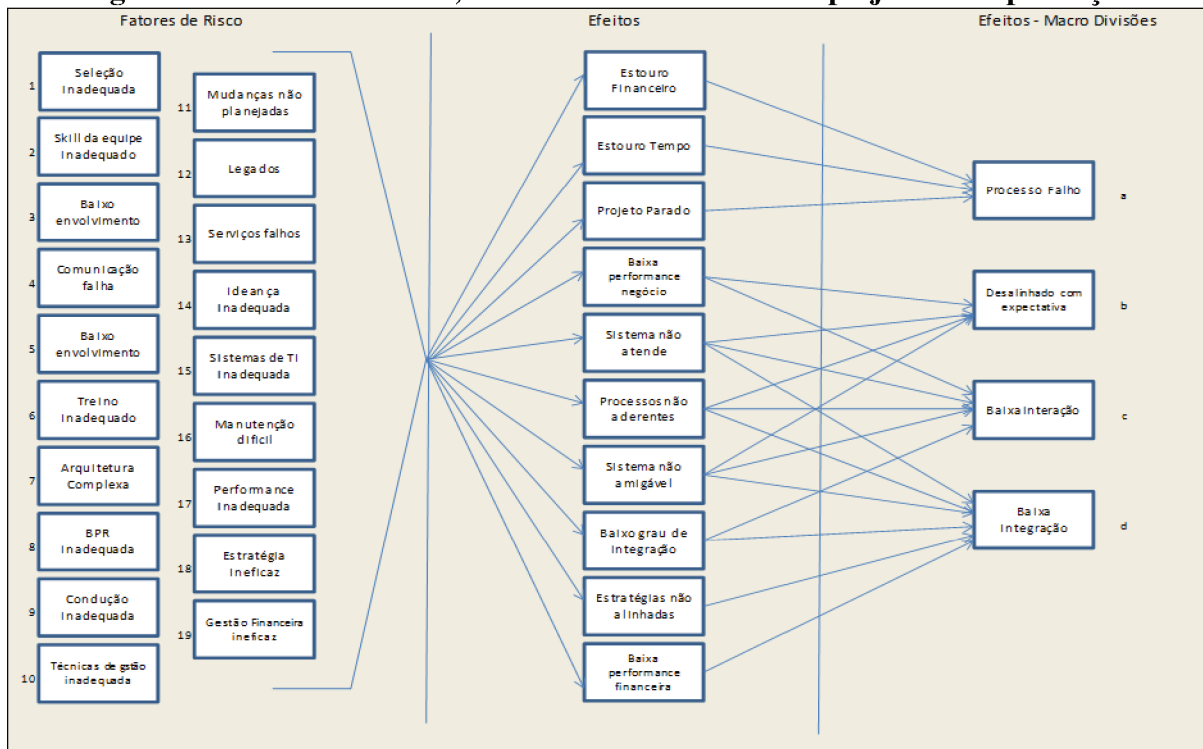 Fatores de Risco
Efeitos
Efeitos - Macro Divisões
1
Seleção
Inadequada
2
Skill da equipe
Inadequado
3
Baixo
envolvimento
4
Comunicação
falha
5
Baixo
envolvimento
6
Treino
Inadequado
7
Arquitetura
Complexa
8
BPR
Inadequada
9
Condução
Inadequada
10
Técnicas de gstão
inadequada
11
Mudanças não
planejadas
12
Legados
13
Serviços falhos
14
Ideança
Inadequada
15
Sistemas de TI
Inadequada
16
Manutenção
dificil
17
Performance
Inadequada
18
Estratégia
Ineficaz
19
Gestão Financeira
ineficaz
Estouro
Financeiro
Estouro Tempo
Projeto Parado
Baixa
performance
negócio
Sistema não
atende
Processos não
aderentes
Sistema não
amigável
Baixo grau de
Integração
Estratégias não
alinhadas
Baixa
performance
financeira
Processo Falho
a
Desalinhado com
expectativa
b
Baixa Interação
c
Baixa
Integração
d